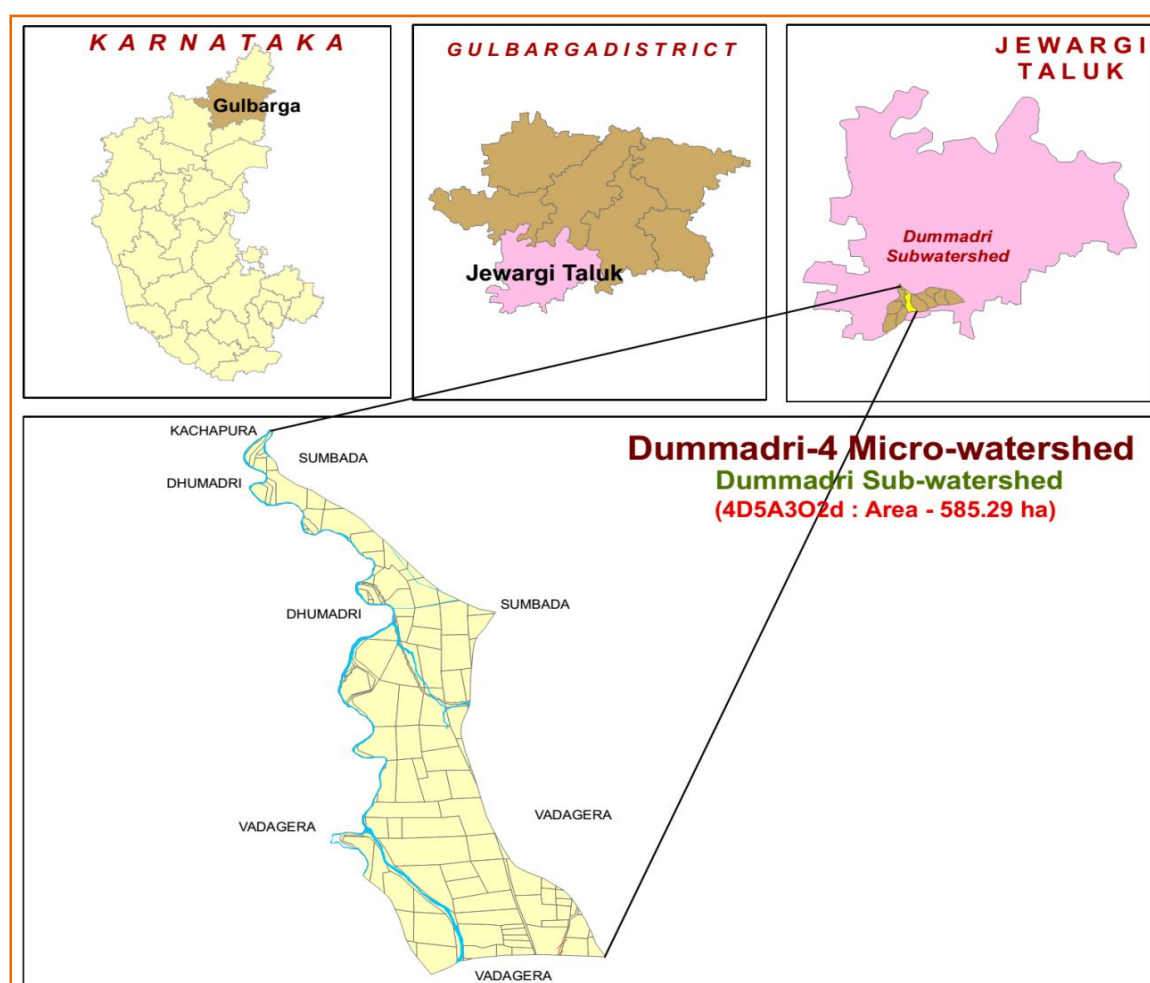 KARNATAKA
Gulbarga
GULBARGADISTRICT
Jewargi Taluk
JEWARGI
TALUK
Dummadri
Subwatershed
Dummadri-4 Micro-watershed
Dummadri Sub-watershed
(4D5A3O2d : Area - 585.29 ha)
KACHAPURA
SUMBADA
DHUMADRI
DHUMADRI
SUMBADA
VADAGERA
VADAGERA
VADAGERA